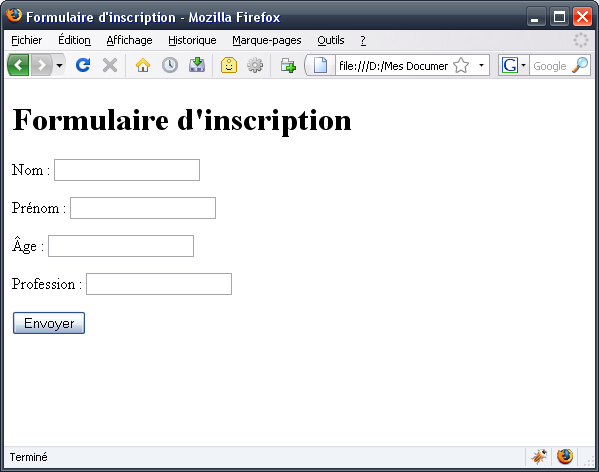 Formulaire d'inscription - Mozilla Firefox
Fichier Édition Affichage Historique Marque-pages Outils ?
file:///D:/Mes Documer G Google
Formulaire d'inscription
Nom :
Prénom :
Âge :
Profession :
Envoyer
Terminé